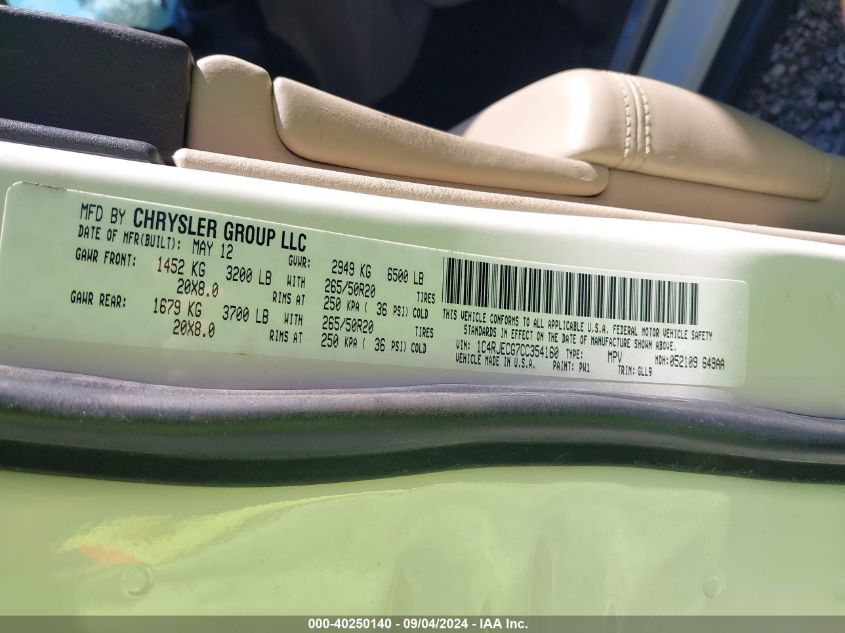 MFD BY CHRYSLER GROUP LLC
DATE OF MFR(BUILT): MAY 12 GVWR: 2949 KG 6500 LB
GAWR FRONT: 1452 KG 3200 LB WITH 265/50R20 TIRES
20X8.0 RIMS AT 250 KPA ( 36 PSI) COLD
GAWR REAR: 1679 KG 3700 LB WITH 265/50R20 TIRES
20X8.0 RIMS AT 250 KPA ( 36 PSI) COLD
THIS VEHICLE CONFORMS TO ALL APPLICABLE U.S.A. FEDERAL MOTOR VEHICLE SAFETY
STANDARDS IN EFFECT ON THE DATE OF MANUFACTURE SHOWN ABOVE.
VIN: 1C4RJECG7CC354160 TYPE: MPV MDH:052109 649AA
VEHICLE MADE IN U.S.A. PAINT: PW1 TRIM: GLL9
000-40250140 - 09/04/2024 - IAA Inc.